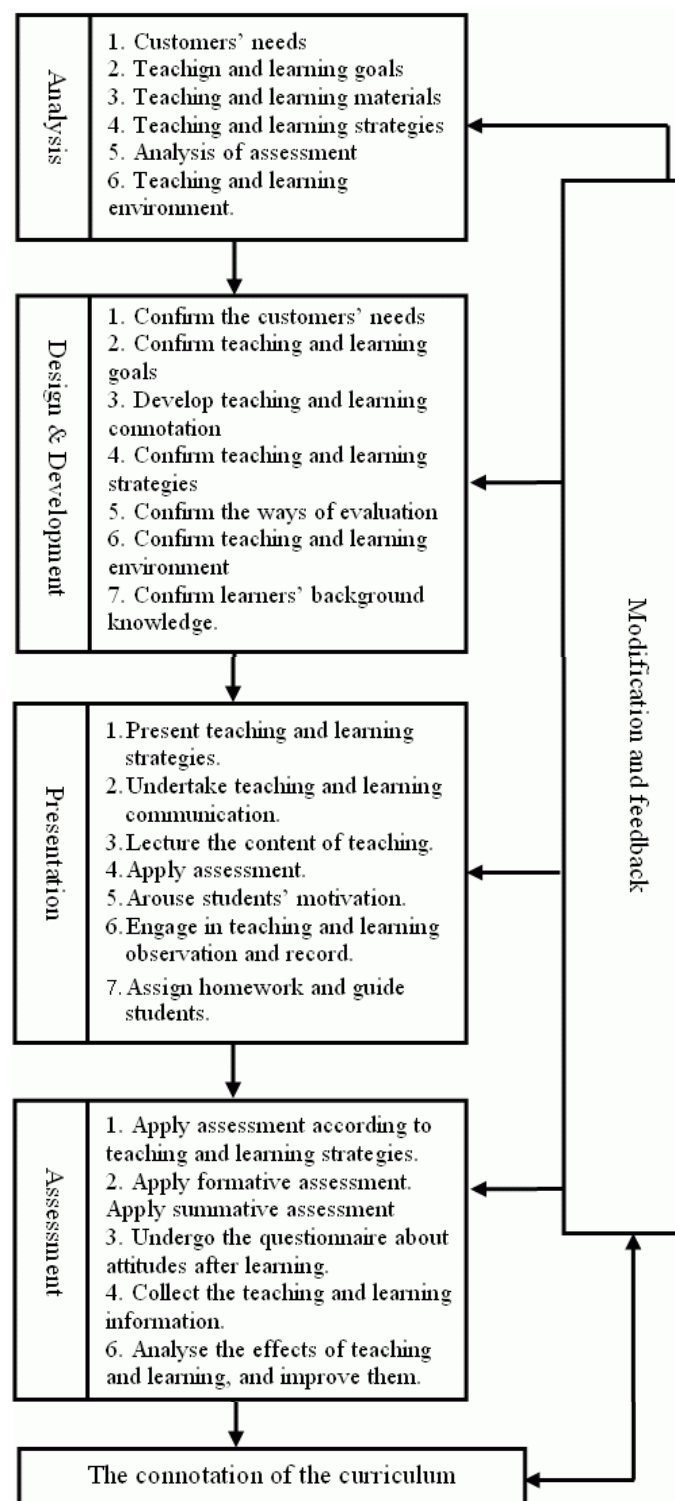 Analysis
1. Customers' needs
2. Teachign and learning goals
3. Teaching and learning materials
4. Teaching and learning strategies
5. Analysis of assessment
6. Teaching and learning
environment.
Design & Development
1. Confirm the customers' needs
2. Confirm teaching and learning
goals
3. Develop teaching and learning
connotation
4. Confirm teaching and learning
strategies
5. Confirm the ways of evaluation
6. Confirm teaching and learning
environment
7. Confirm learners' background
knowledge.
Presentation
1. Present teaching and learning
strategies.
2. Undertake teaching and learning
communication.
3. Lecture the content of teaching.
4. Apply assessment.
5. Arouse students' motivation.
6. Engage in teaching and learning
observation and record.
7. Assign homework and guide
students.
Assessment
1. Apply assessment according to
teaching and learning strategies.
2. Apply formative assessment.
Apply summative assessment
3. Undergo the questionnaire about
attitudes after learning.
4. Collect the teaching and learning
information.
6. Analyse the effects of teaching
and learning, and improve them.
The connotation of the curriculum
Modification and feedback